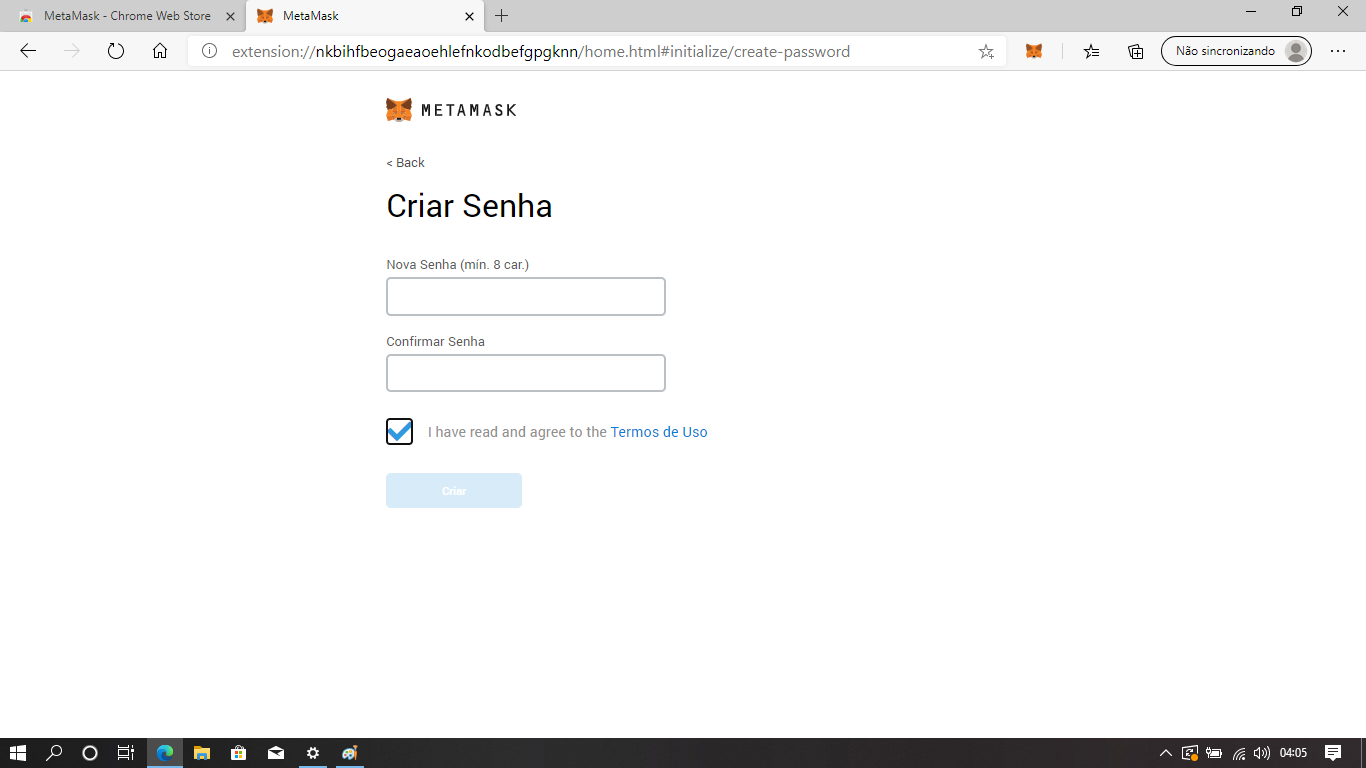 MetaMask - Chrome Web Store
MetaMask
extension://nkbihfbeogaeaoehlefnkodbefgpgknn/home.html#initialize/create-password
Não sincronizando
METAMASK
< Back
Criar Senha
Nova Senha (mín. 8 car.)
Confirmar Senha
I have read and agree to the Termos de Uso
Criar
04:05